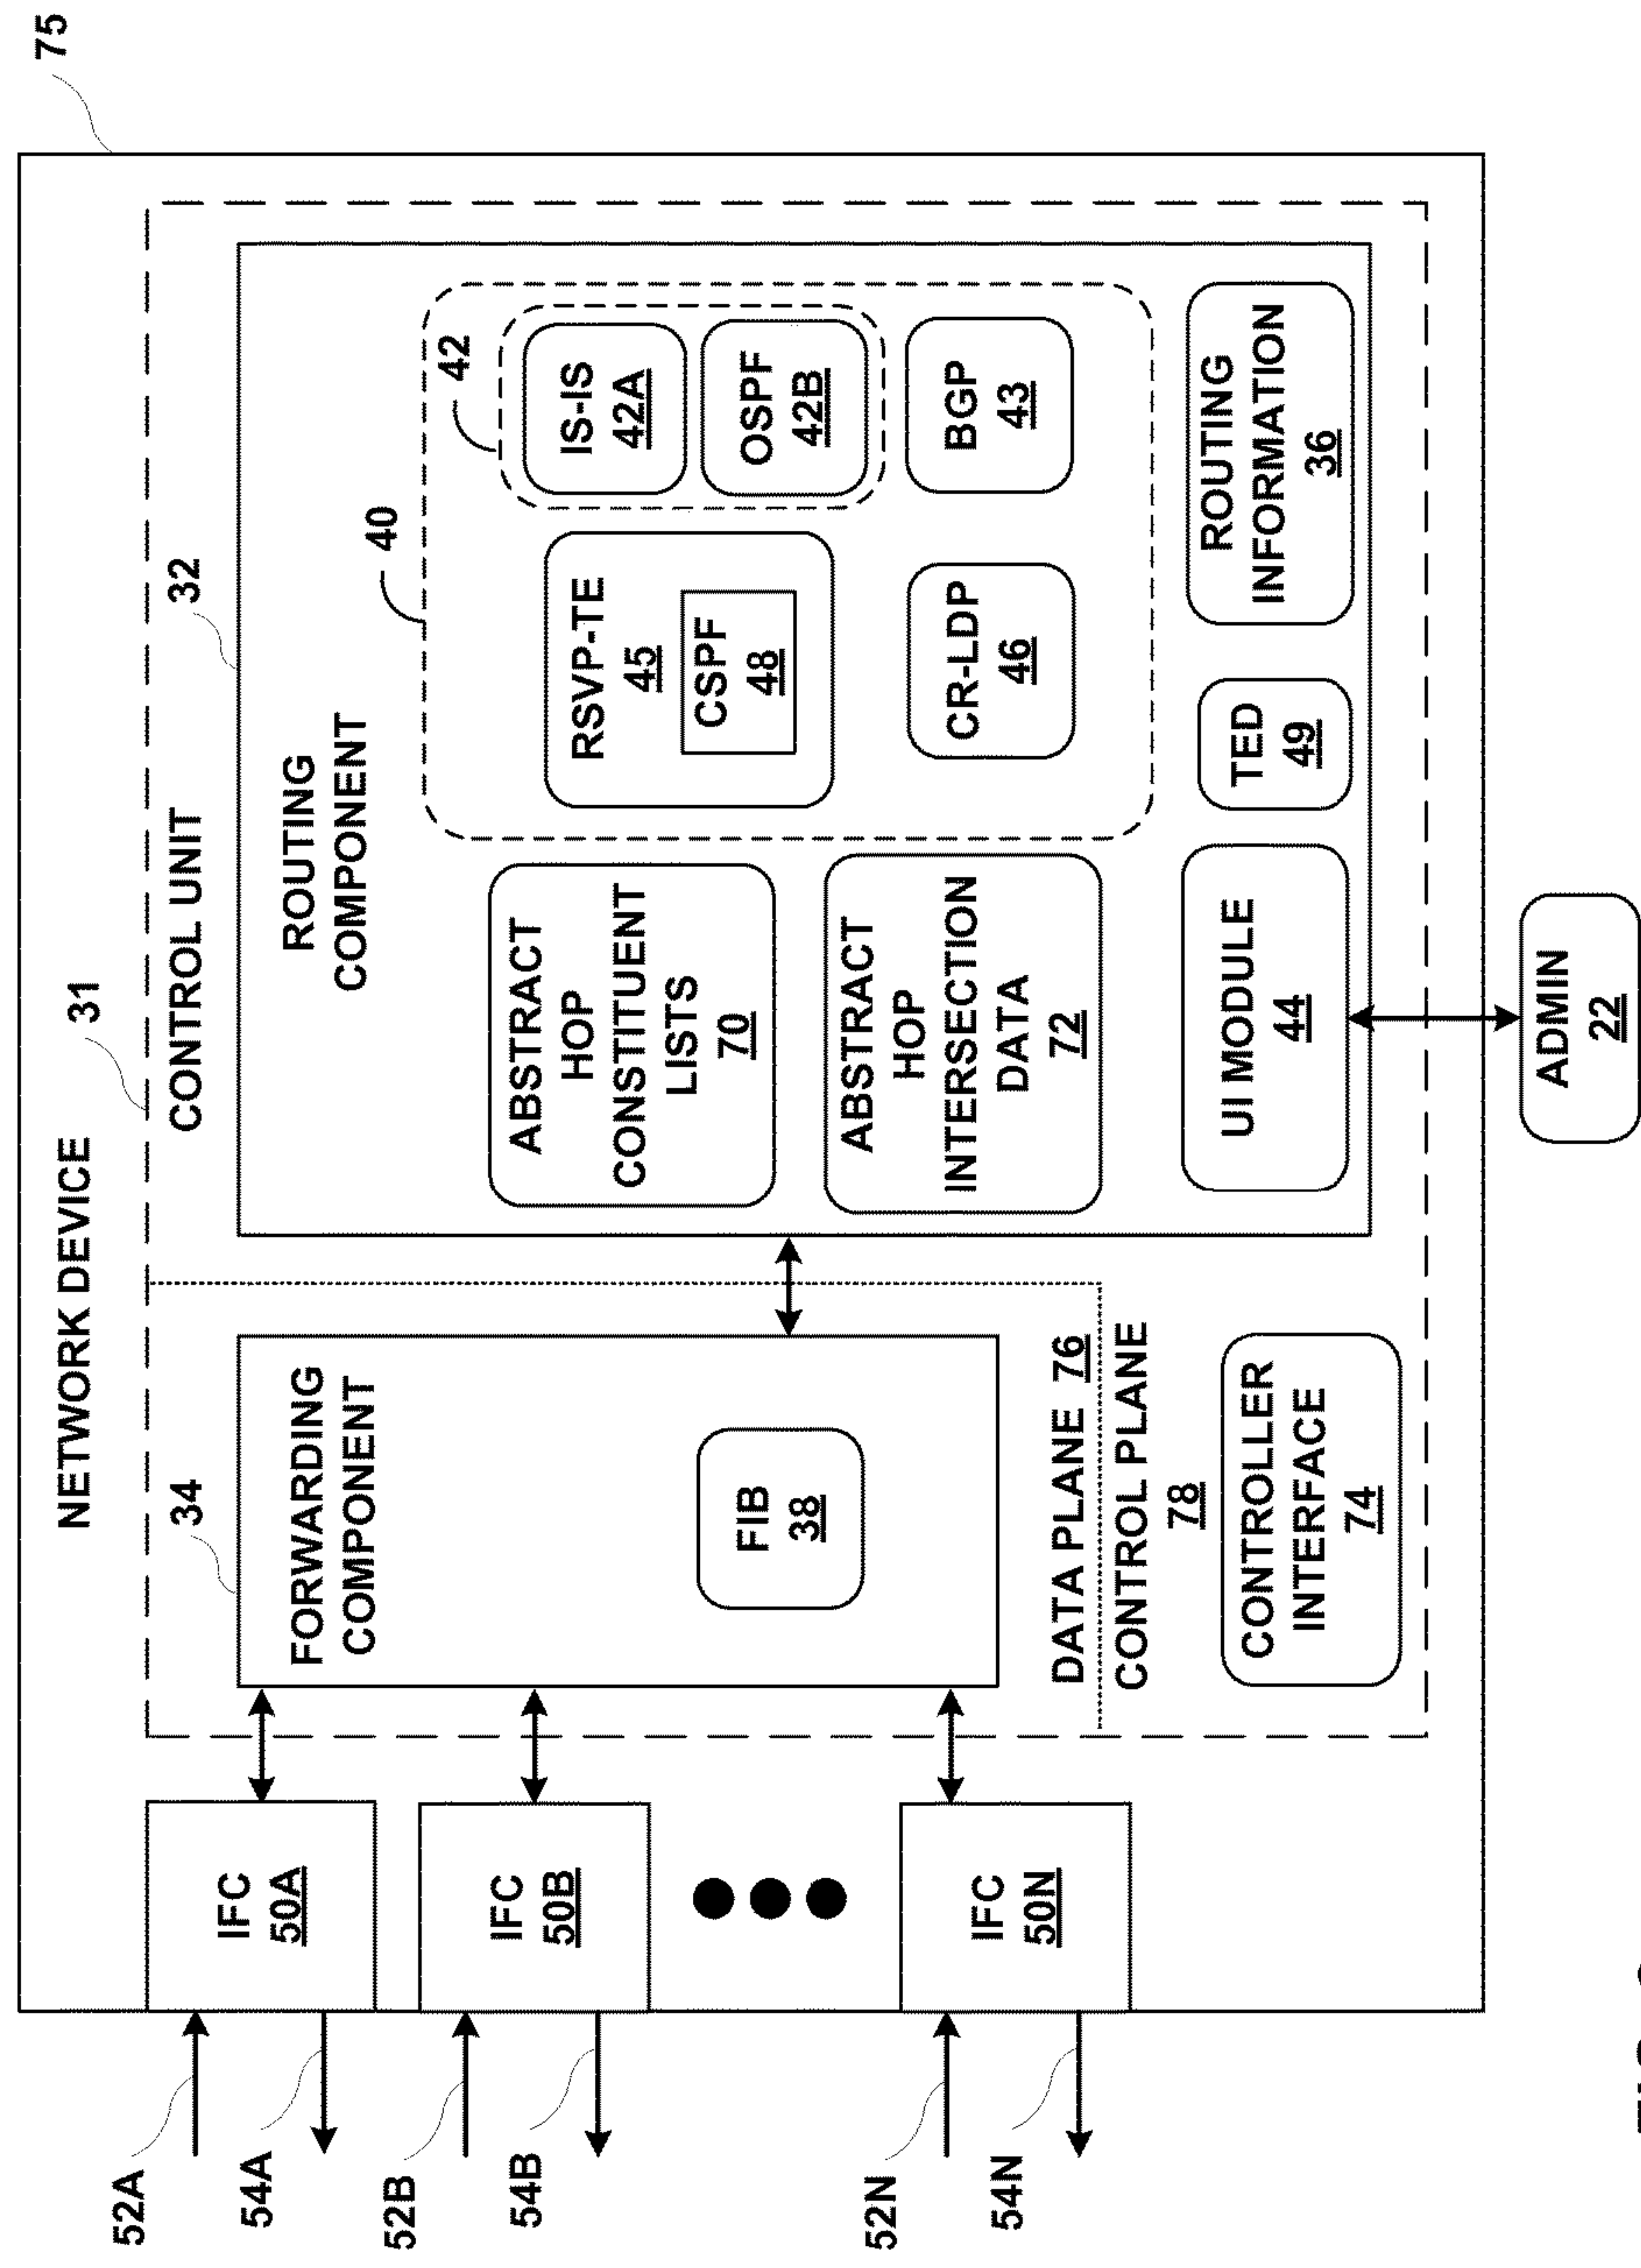 75
NETWORK DEVICE
31
CONTROL UNIT
34
32
FORWARDING
COMPONENT
ROUTING
COMPONENT
40
42
IFC
50A
IFC
50B
IFC
50N
52A
54A
52B
54B
52N
54N
FIB
38
ABSTRACT
HOP
CONSTITUENT
LISTS
70
RSVP-TE
45
CSPF
48
IS-IS
42A
OSPF
42B
ABSTRACT
HOP
INTERSECTION
DATA
72
CR-LDP
46
BGP
43
DATA PLANE 76
CONTROL PLANE
78
CONTROLLER
INTERFACE
74
UI MODULE
44
TED
49
ROUTING
INFORMATION
36
ADMIN
22